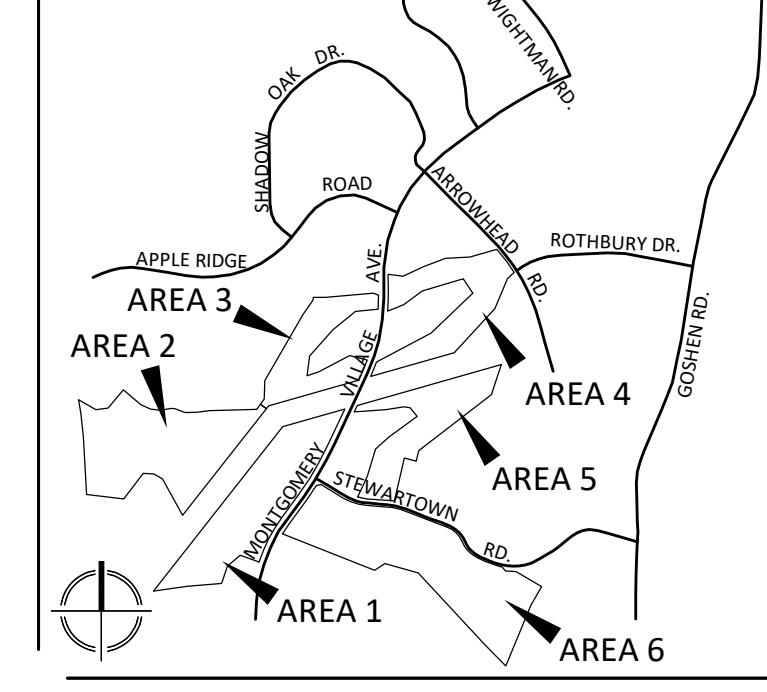 WIGHTMAN RD.
SHADOW OAK DR.
APPLE RIDGE ROAD
ARROWHEAD RD.
ROTHBURY DR.
GOSHEN RD.
MONTGOMERY VILLAGE AVE.
AREA 3
AREA 2
AREA 4
AREA 5
STEWARTOWN RD.
AREA 1
AREA 6